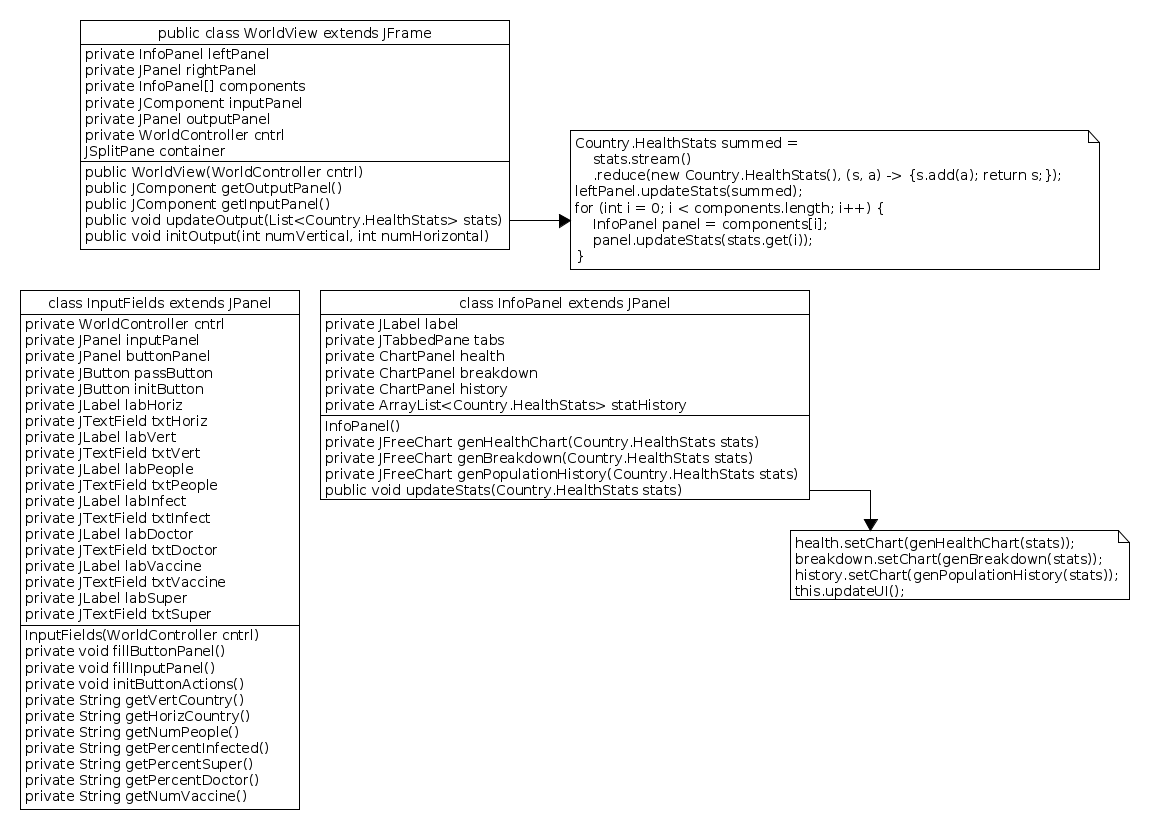 public class WorldView extends JFrame
private InfoPanel leftPanel
private JPanel rightPanel
private InfoPanel[] components
private JComponent inputPanel
private JPanel outputPanel
private WorldController cntrl
JSplitPane container
public WorldView(WorldController cntrl)
public JComponent getOutputPanel()
public JComponent getInputPanel()
public void updateOutput(List<Country.HealthStats> stats)
public void initOutput(int numVertical, int numHorizontal)
Country.HealthStats summed =
stats.stream()
.reduce(new Country.HealthStats(), (s, a) -> {s.add(a); return s;});
leftPanel.updateStats(summed);
for (int i = 0; i < components.length; i++) {
InfoPanel panel = components[i];
panel.updateStats(stats.get(i));
}
class InputFields extends JPanel
private WorldController cntrl
private JPanel inputPanel
private JPanel buttonPanel
private JButton passButton
private JButton initButton
private JLabel labHoriz
private JTextField txtHoriz
private JLabel labVert
private JTextField txtVert
private JLabel labPeople
private JTextField txtPeople
private JLabel labInfect
private JTextField txtInfect
private JLabel labDoctor
private JTextField txtDoctor
private JLabel labVaccine
private JTextField txtVaccine
private JLabel labSuper
private JTextField txtSuper
InputFields(WorldController cntrl)
private void fillButtonPanel()
private void fillInputPanel()
private void initButtonActions()
private String getVertCountry()
private String getHorizCountry()
private String getNumPeople()
private String getPercentInfected()
private String getPercentSuper()
private String getPercentDoctor()
private String getNumVaccine()
class InfoPanel extends JPanel
private JLabel label
private JTabbedPane tabs
private ChartPanel health
private ChartPanel breakdown
private ChartPanel history
private ArrayList<Country.HealthStats> statHistory
InfoPanel()
private JFreeChart genHealthChart(Country.HealthStats stats)
private JFreeChart genBreakdown(Country.HealthStats stats)
private JFreeChart genPopulationHistory(Country.HealthStats stats)
public void updateStats(Country.HealthStats stats)
health.setChart(genHealthChart(stats));
breakdown.setChart(genBreakdown(stats));
history.setChart(genPopulationHistory(stats));
this.updateUI();